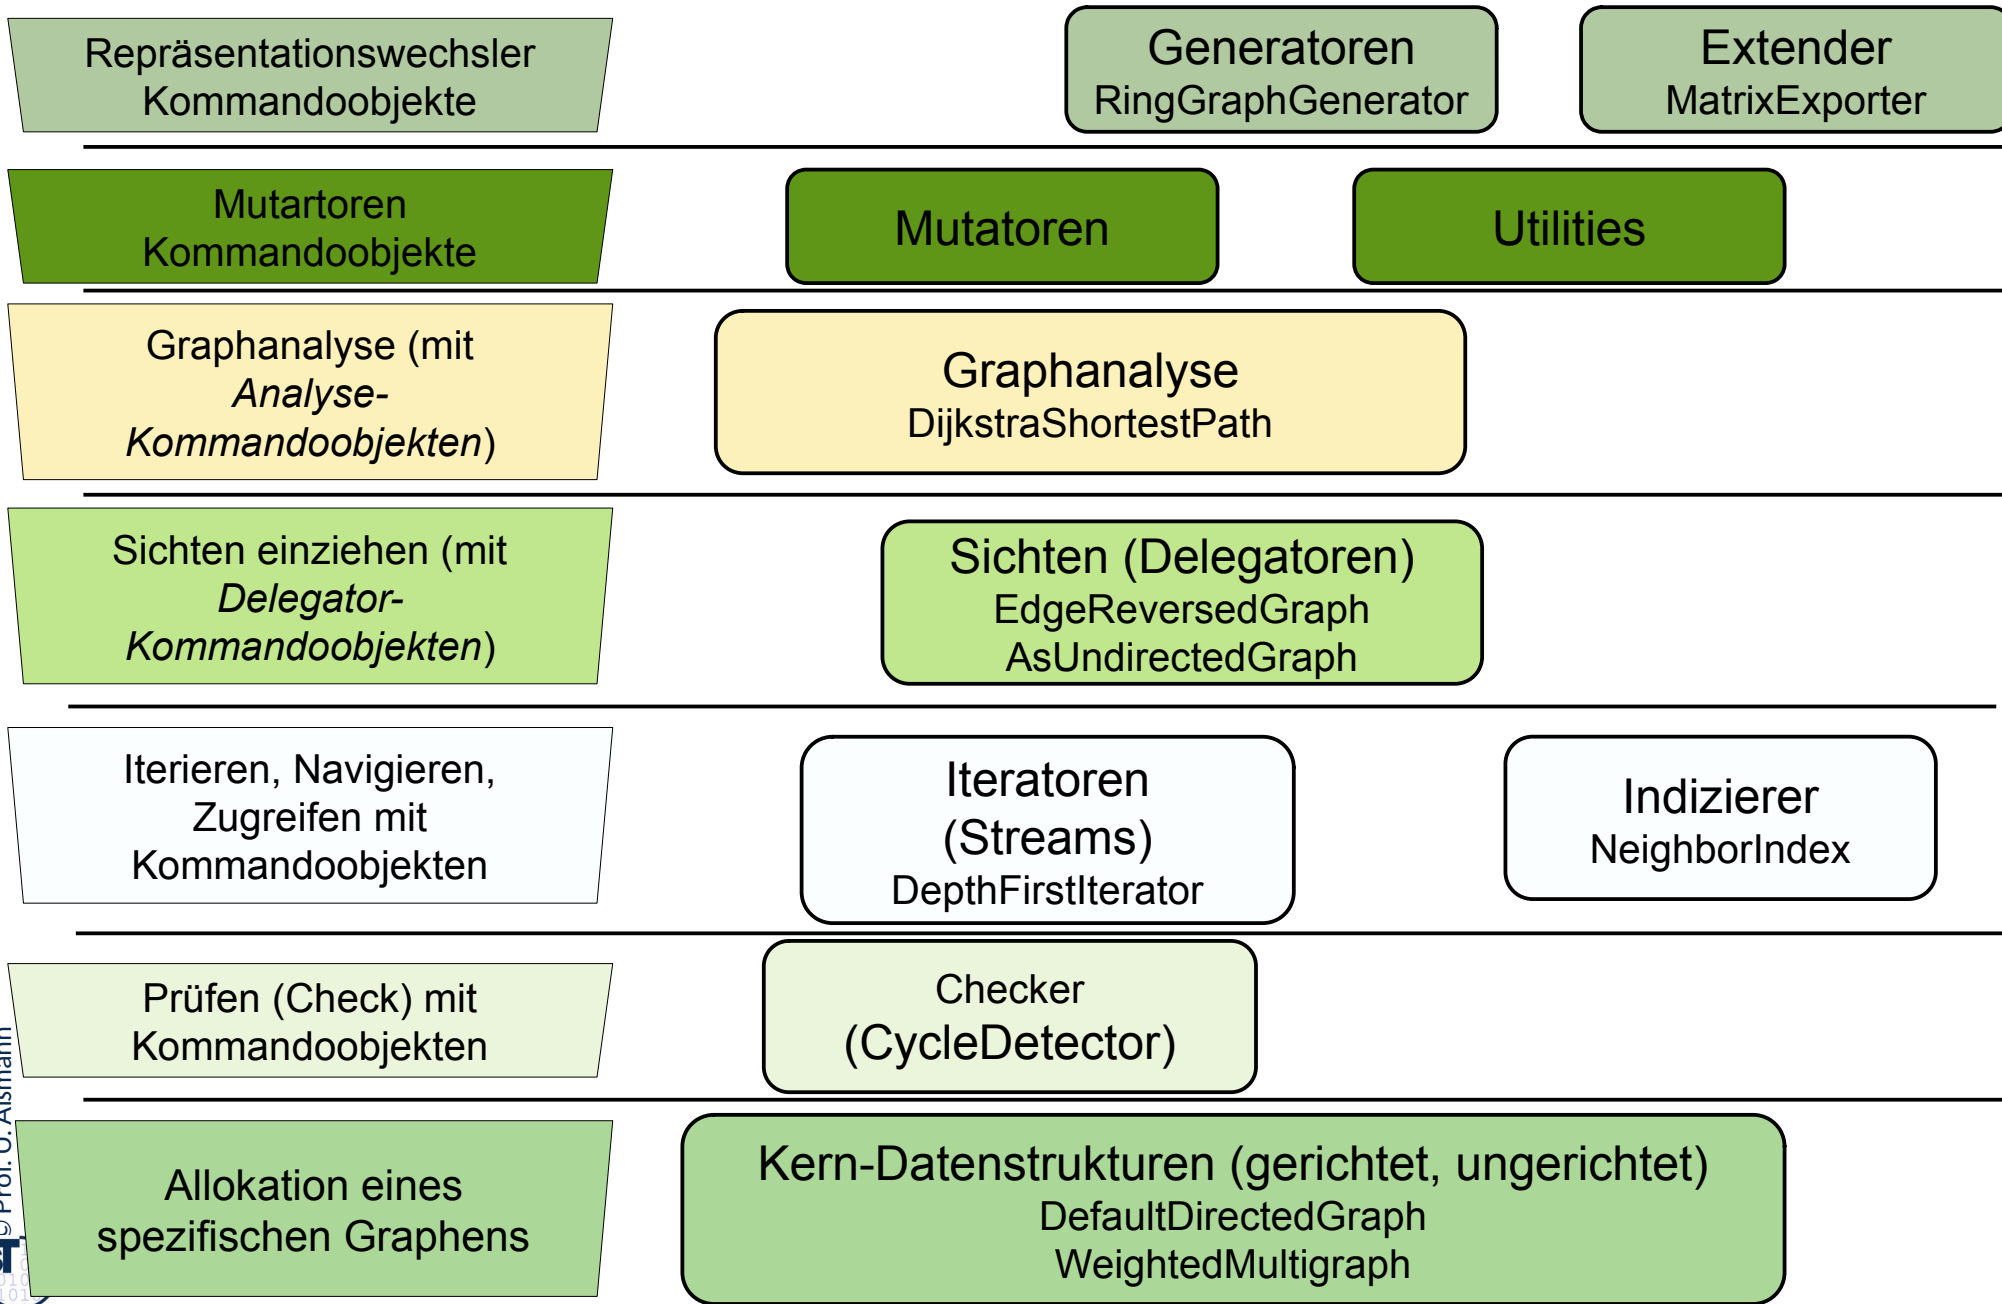 Repräsentationswechsler
Kommandoobjekte
Generatoren
RingGraphGenerator
Extender
MatrixExporter
Mutartoren
Kommandoobjekte
Mutatoren
Utilities
Graphanalyse (mit
Analyse-
Kommandoobjekten)
Graphanalyse
DijkstraShortestPath
Sichten einziehen (mit
Delegator-
Kommandoobjekten)
Sichten (Delegatoren)
EdgeReversedGraph
AsUndirectedGraph
Iterieren, Navigieren,
Zugreifen mit
Kommandoobjekten
Iteratoren
(Streams)
DepthFirstIterator
Indizierer
NeighborIndex
Prüfen (Check) mit
Kommandoobjekten
Checker
(CycleDetector)
Allokation eines
spezifischen Graphens
Kern-Datenstrukturen (gerichtet, ungerichtet)
DefaultDirectedGraph
WeightedMultigraph
© Prof. U. Aßmann